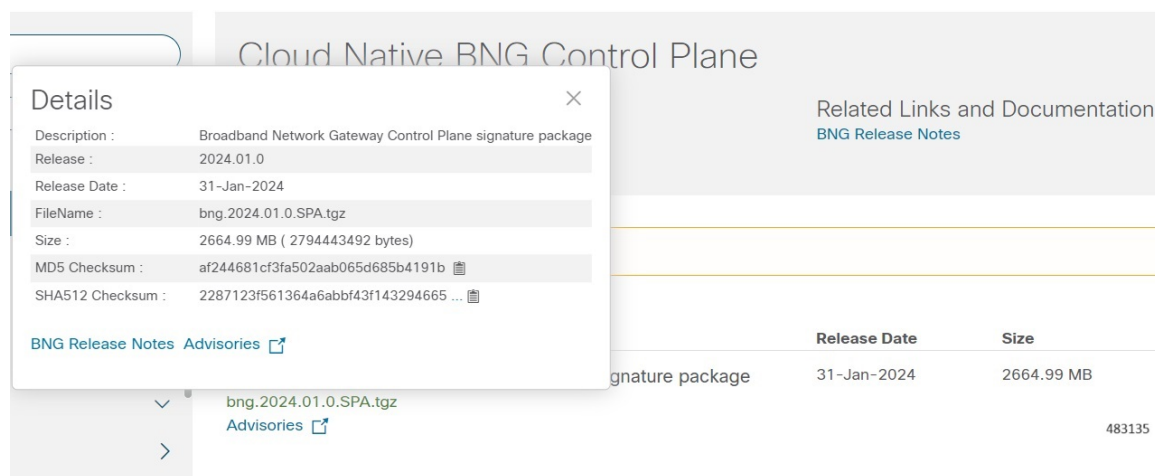 Cloud Native BNG Control Plane
Details
Description : Broadband Network Gateway Control Plane signature package
Release : 2024.01.0
Release Date : 31-Jan-2024
FileName : bng.2024.01.0.SPA.tgz
Size : 2664.99 MB ( 2794443492 bytes)
MD5 Checksum : af244681cf3fa502aab065d685b4191b
SHA512 Checksum : 2287123f561364a6abbf43f143294665 ...
BNG Release Notes Advisories
Related Links and Documentation
BNG Release Notes
Release Date Size
gnature package 31-Jan-2024 2664.99 MB
bng.2024.01.0.SPA.tgz
Advisories
483135